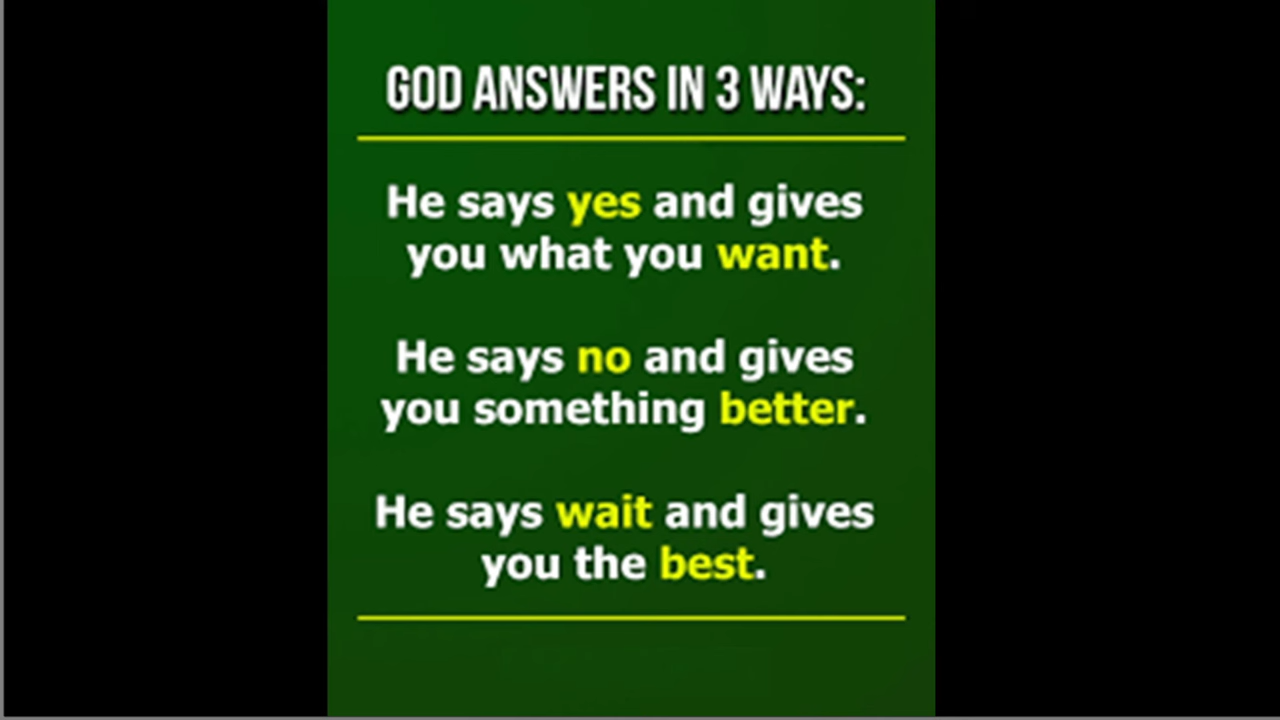 GOD ANSWERS IN 3 WAYS:
He says yes and gives
you what you want.
He says no and gives
you something better.
He says wait and gives
you the best.